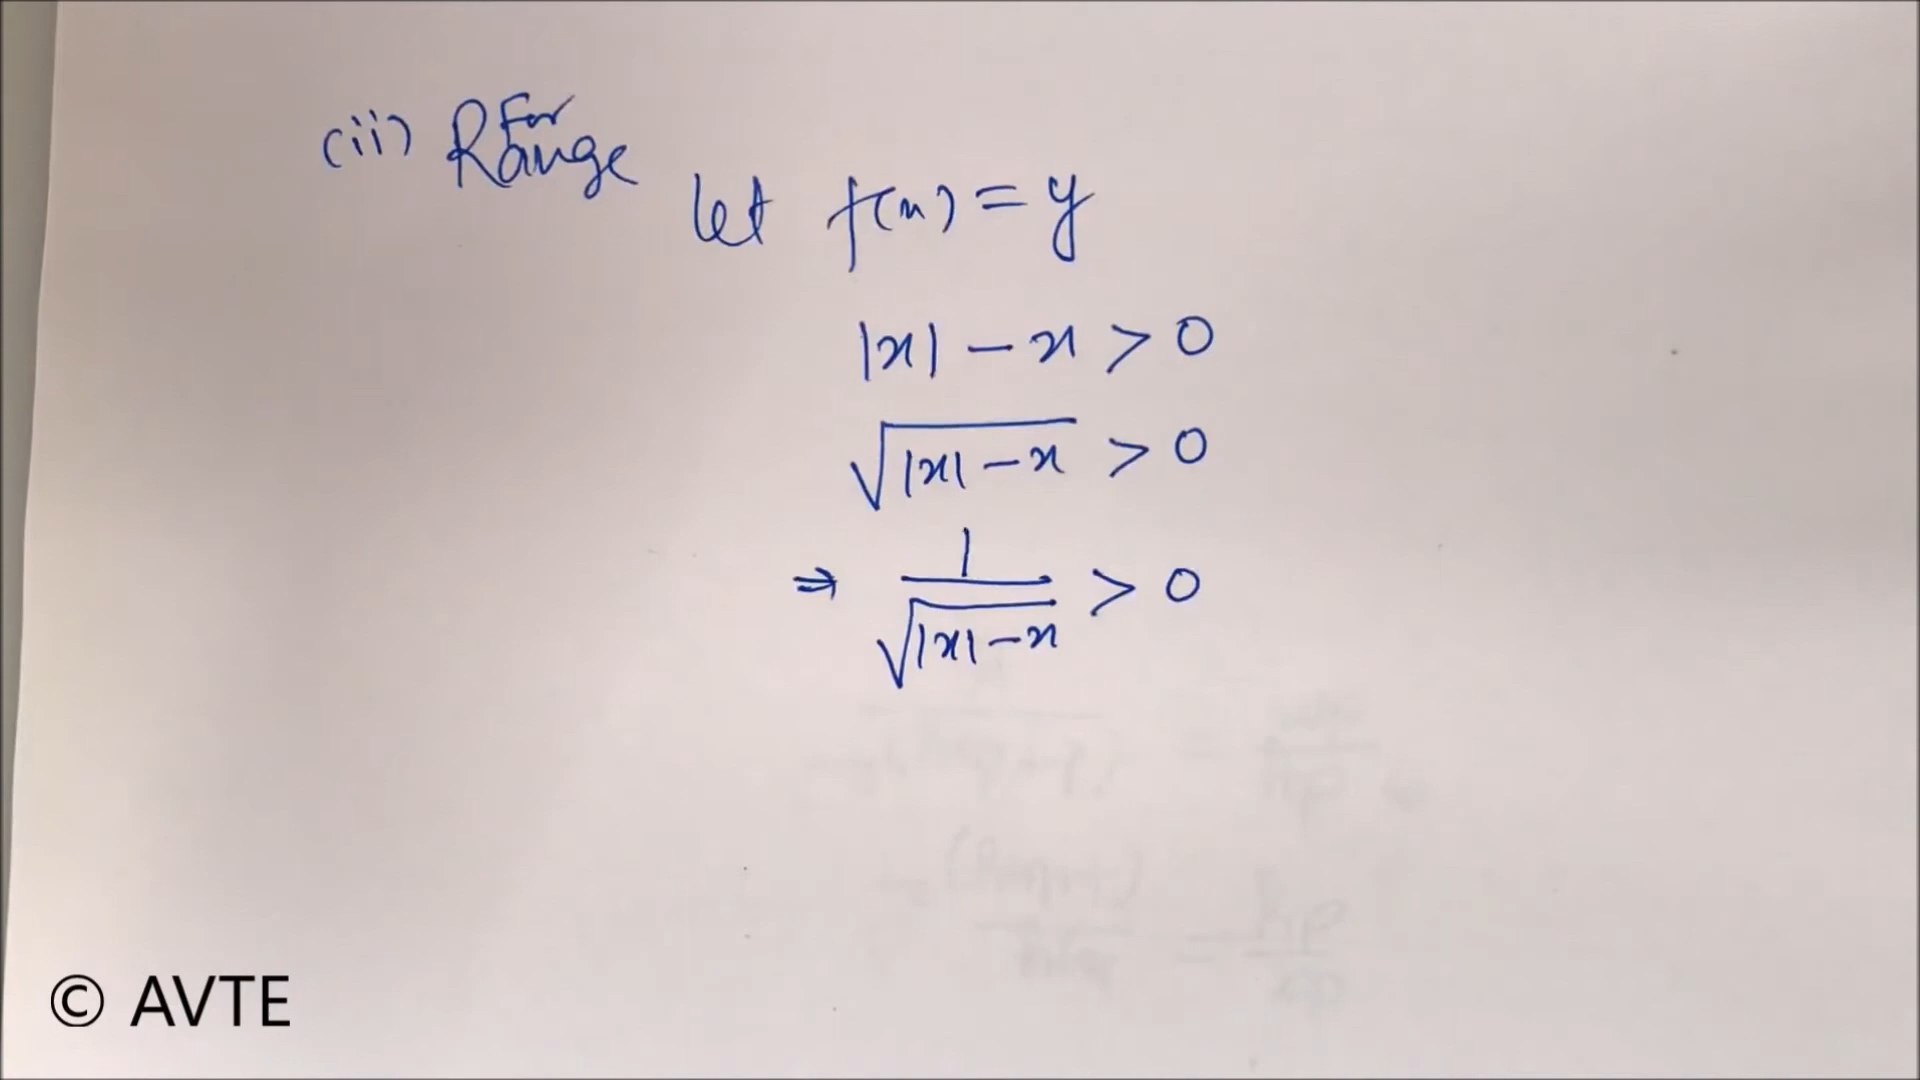 (ii) For Range
let f(x) = y
|x| - x > 0
√|x| - x > 0
⇒ 1/√|x| - x > 0
© AVTE